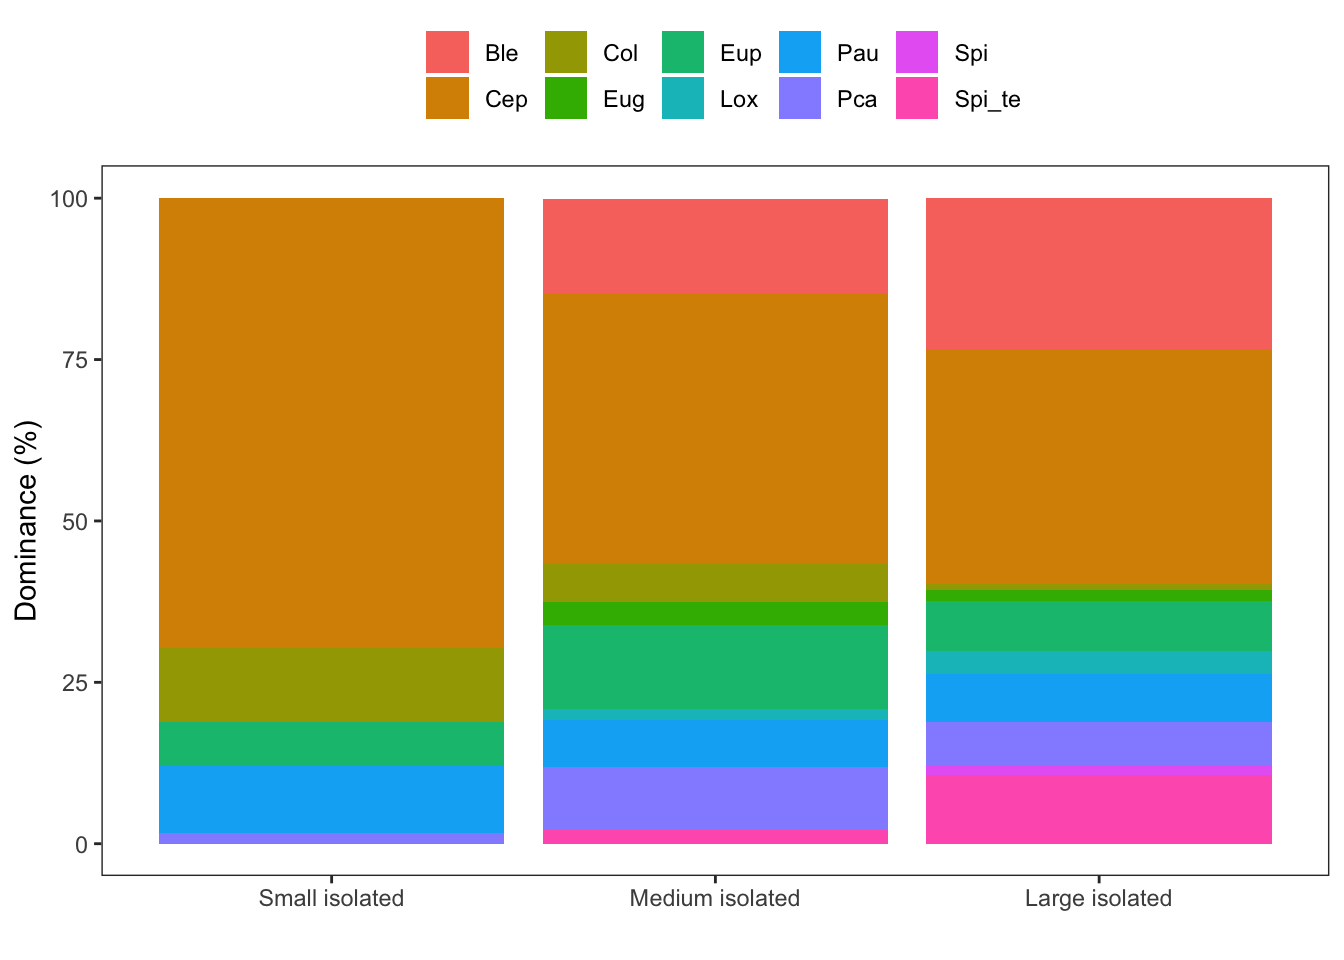 Ble Col Eup Pau Spi
Cep Eug Lox Pca Spi_te
Dominance (%)
100
75
50
25
0
Small isolated Medium isolated Large isolated